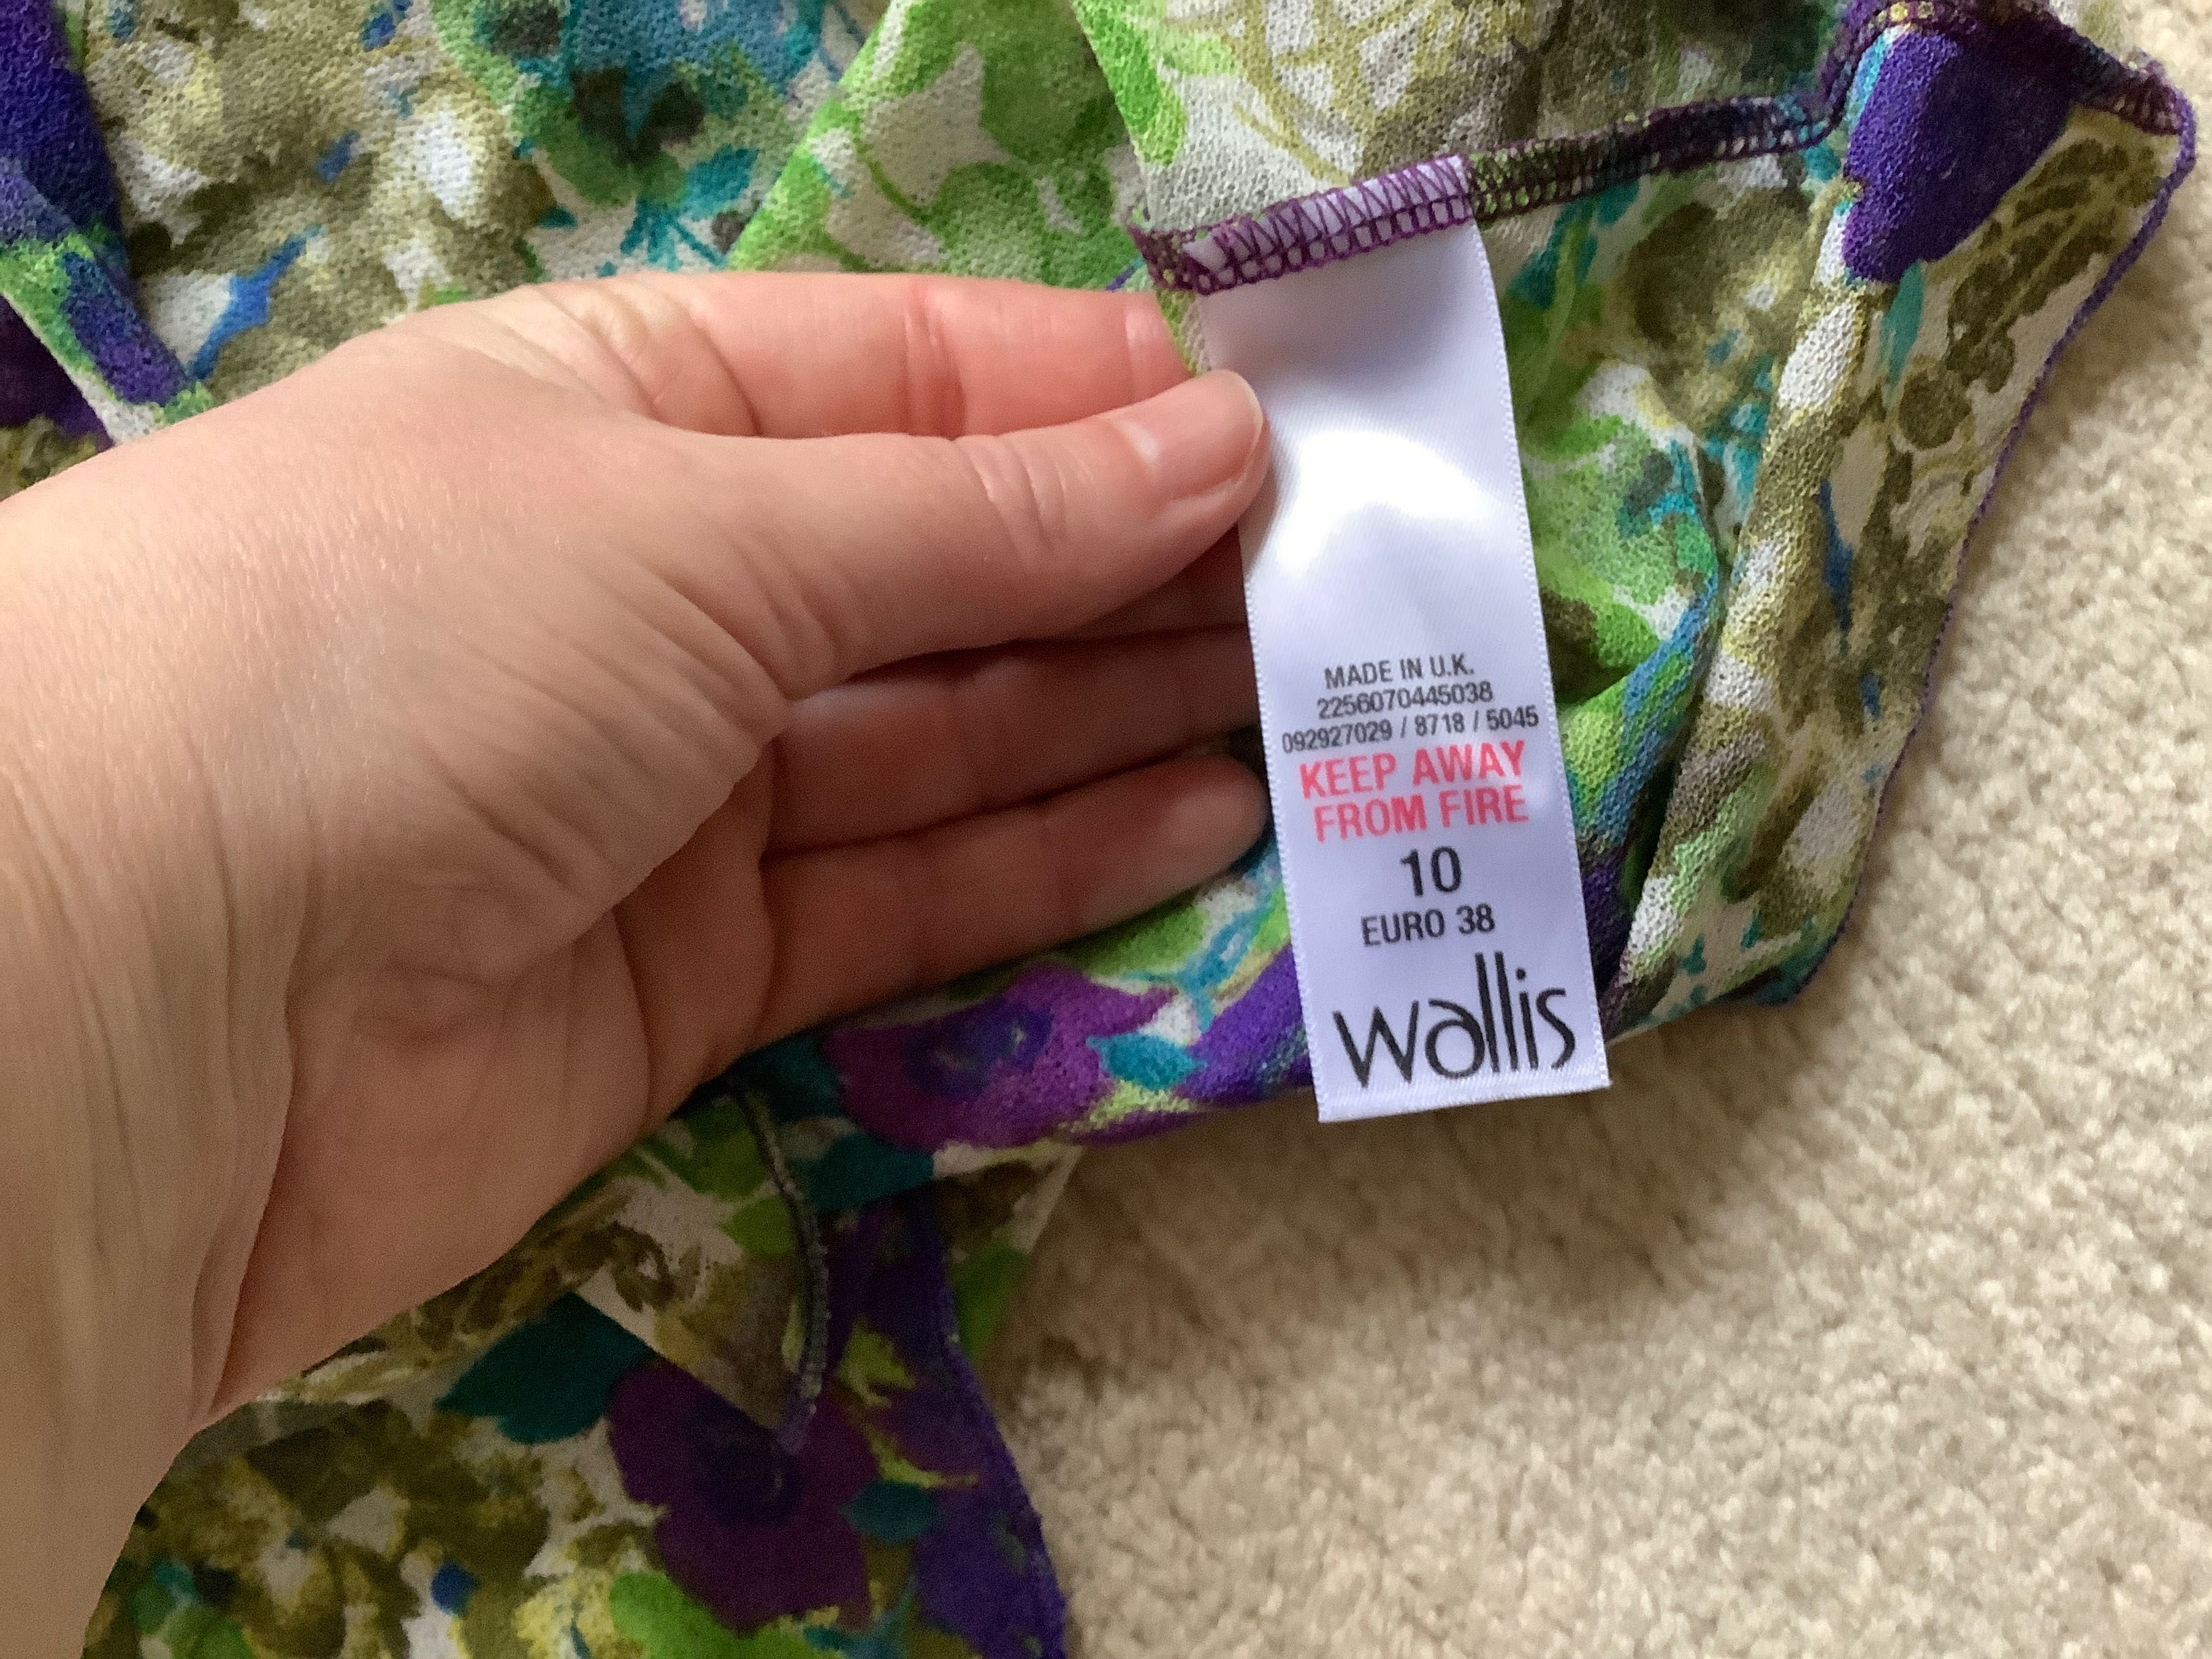 MADE IN U.K.
2256070445038
092927029 / 8718 / 5045
KEEP AWAY
FROM FIRE
10
EURO 38
wallis